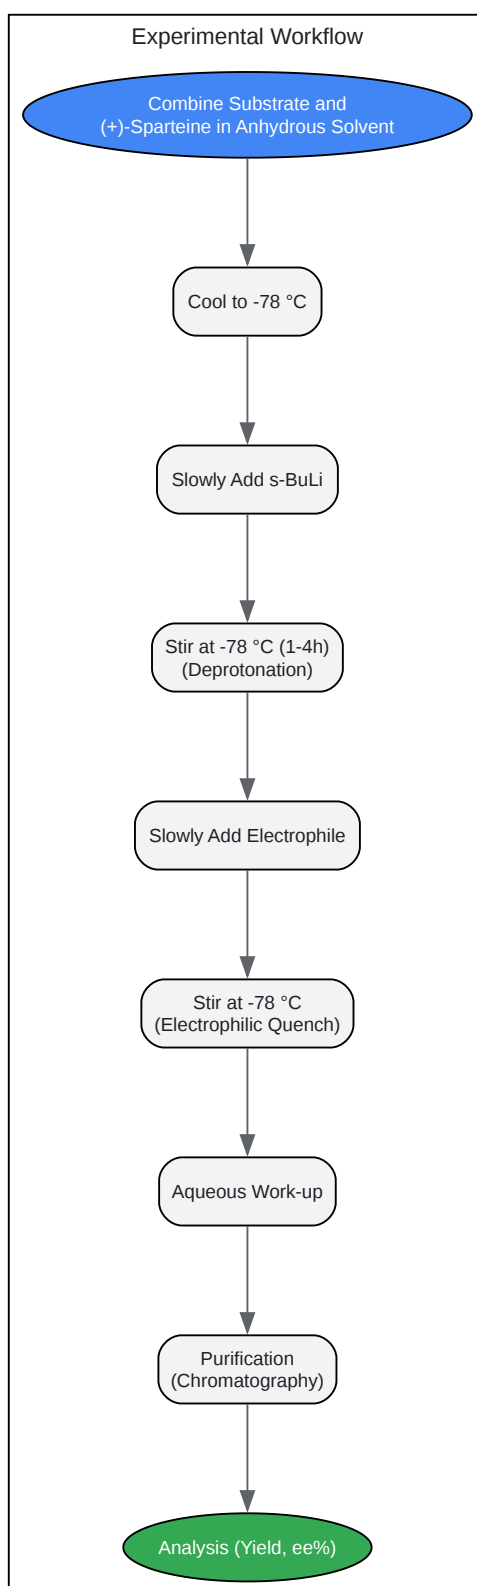 Experimental Workflow
Combine Substrate and
(+)-Sparteine in Anhydrous Solvent
Cool to -78 °C
Slowly Add s-BuLi
Stir at -78 °C (1-4h)
(Deprotonation)
Slowly Add Electrophile
Stir at -78 °C
(Electrophilic Quench)
Aqueous Work-up
Purification
(Chromatography)
Analysis (Yield, ee%)